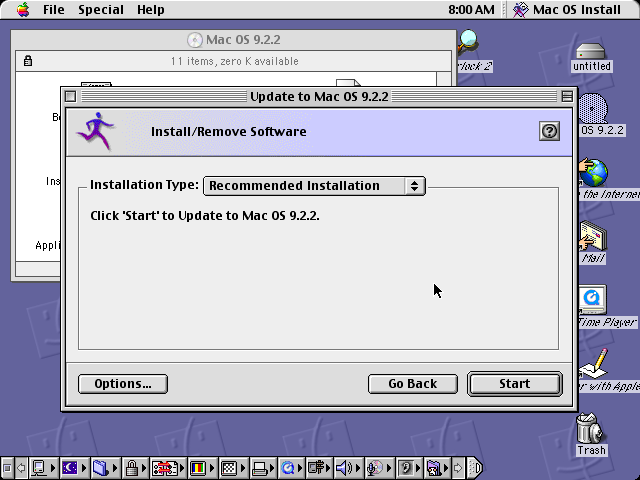 File Special Help 8:00 AM Mac OS Install
Mac OS 9.2.2
11 items, zero K available
rlock 2
untitled
Update to Mac OS 9.2.2
Install/Remove Software
OS 9.2.2
Installation Type: Recommended Installation
the Internet
Click 'Start' to Update to Mac OS 9.2.2.
Mail
Time Player
Options... Go Back Start
with Apple
Trash